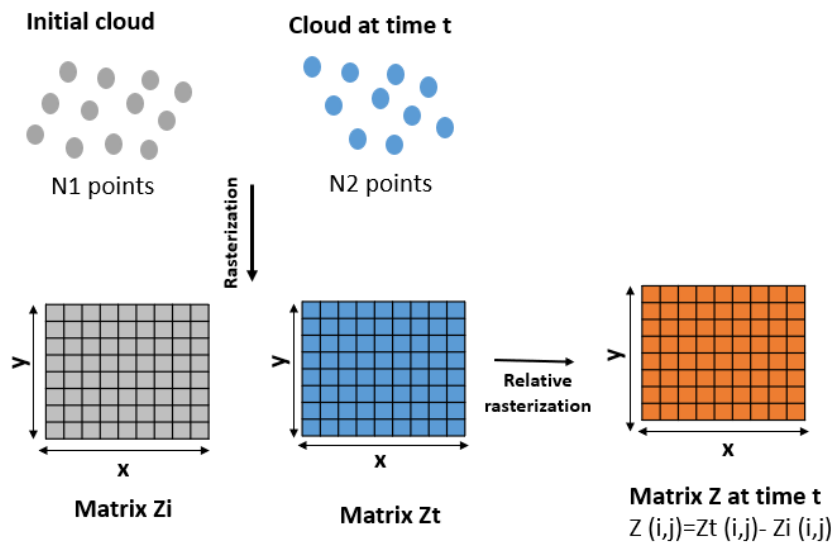 Initial cloud
Cloud at time t
N1 points
N2 points
Rasterization
y
x
Matrix Zi
y
x
Matrix Zt
Relative
rasterization
y
x
Matrix Z at time t
Z (i,j)=Zt (i,j)- Zi (i,j)